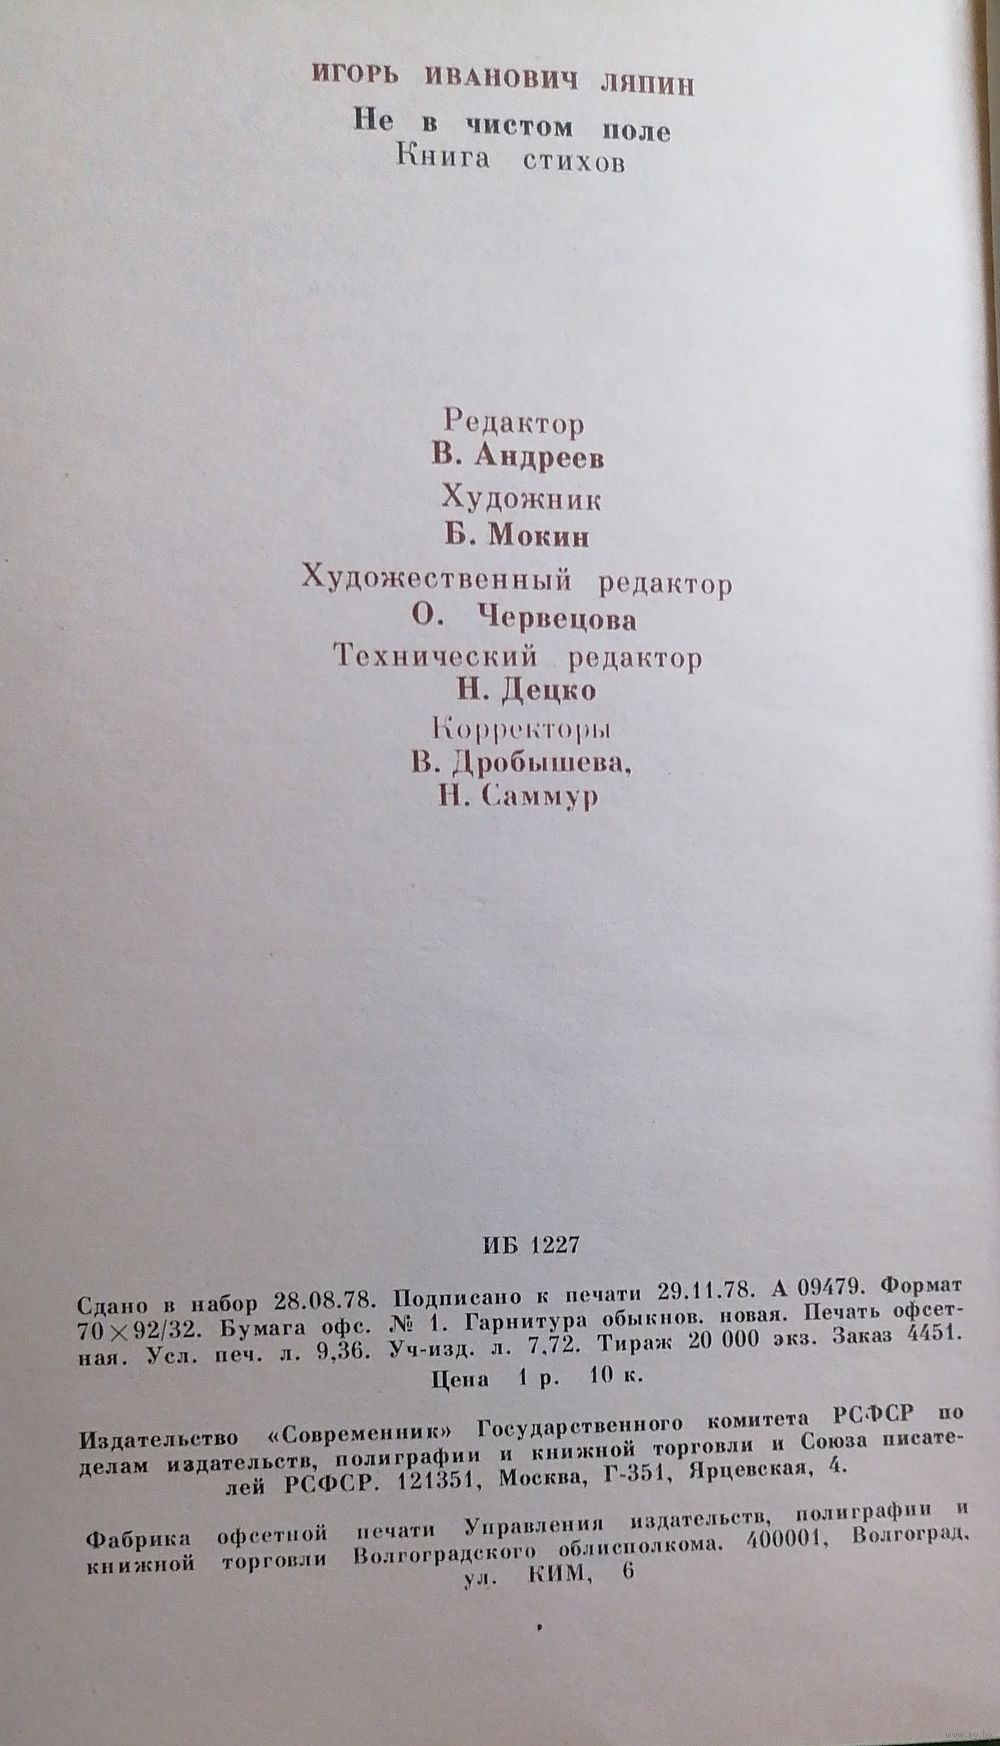 ИГОРЬ ИВАНОВИЧ ЛЯПИН
Не в чистом поле
Книга стихов
Редактор
В. Андреев
Художник
Б. Мокин
Художественный редактор
О. Червецова
Технический редактор
Н. Децко
Корректоры
В. Дробышева,
Н. Саммур
ИБ 1227
Сдано в набор 28.08.78. Подписано к печати 29.11.78. А 09479. Формат
70×92/32. Бумага офс. № 1. Гарнитура обыкнов. новая. Печать офсет-
ная. Усл. печ. л. 9,36. Уч-изд. л. 7,72. Тираж 20 000 экз. Заказ 4451.
Цена 1 р. 10 к.
Издательство «Современник» Государственного комитета РСФСР по
делам издательств, полиграфии и книжной торговли и Союза писате-
лей РСФСР. 121351, Москва, Г-351, Ярцевская, 4.
Фабрика офсетной печати Управления издательств, полиграфии и
книжной торговли Волгоградского облисполкома. 400001, Волгоград,
ул. КИМ, 6